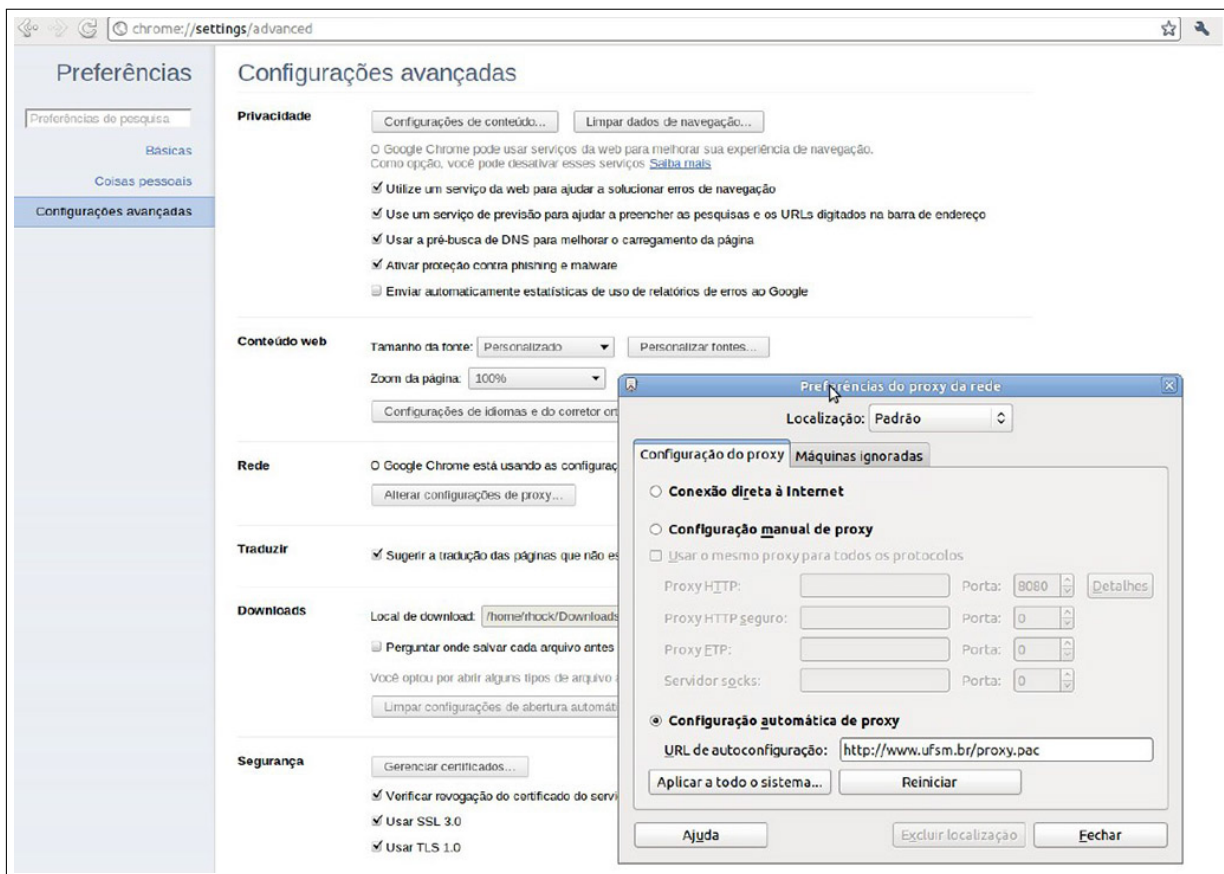 chrome://settings/advanced
Preferências
Preferências de pesquisa
Básicas
Coisas pessoais
Configurações avançadas
Configurações avançadas
Privacidade
Configurações de conteúdo... Limpar dados de navegação...
O Google Chrome pode usar serviços da web para melhorar sua experiência de navegação.
Como opção, você pode desativar esses serviços Saiba mais
Utilize um serviço da web para ajudar a solucionar erros de navegação
Use um serviço de previsão para ajudar a preencher as pesquisas e os URLs digitados na barra de endereço
Usar a pré-busca de DNS para melhorar o carregamento da página
Ativar proteção contra phishing e malware
Enviar automaticamente estatísticas de uso de relatórios de erros ao Google
Conteúdo web
Tamanho da fonte: Personalizado Personalizar fontes...
Zoom da página: 100%
Configurações de idiomas e do corretor ort
Rede
O Google Chrome está usando as configuraç
Alterar configurações de proxy...
Traduzir
Sugerir a tradução das páginas que não es
Downloads
Local de download: /home/rhock/Downloads
Perguntar onde salvar cada arquivo antes
Você optou por abrir alguns tipos de arquivo a
Limpar configurações de abertura automáti
Segurança
Gerenciar certificados...
Verificar revogação do certificado do servi
Usar SSL 3.0
Usar TLS 1.0
Preferências do proxy da rede
Localização: Padrão
Configuração do proxy Máquinas ignoradas
Conexão direta à Internet
Configuração manual de proxy
Usar o mesmo proxy para todos os protocolos
Proxy HTTP: Porta: 8080 Detalhes
Proxy HTTP seguro: Porta: 0
Proxy FTP: Porta: 0
Servidor socks: Porta: 0
Configuração automática de proxy
URL de autoconfiguração: http://www.ufsm.br/proxy.pac
Aplicar a todo o sistema... Reiniciar
Ajuda Excluir localização Fechar